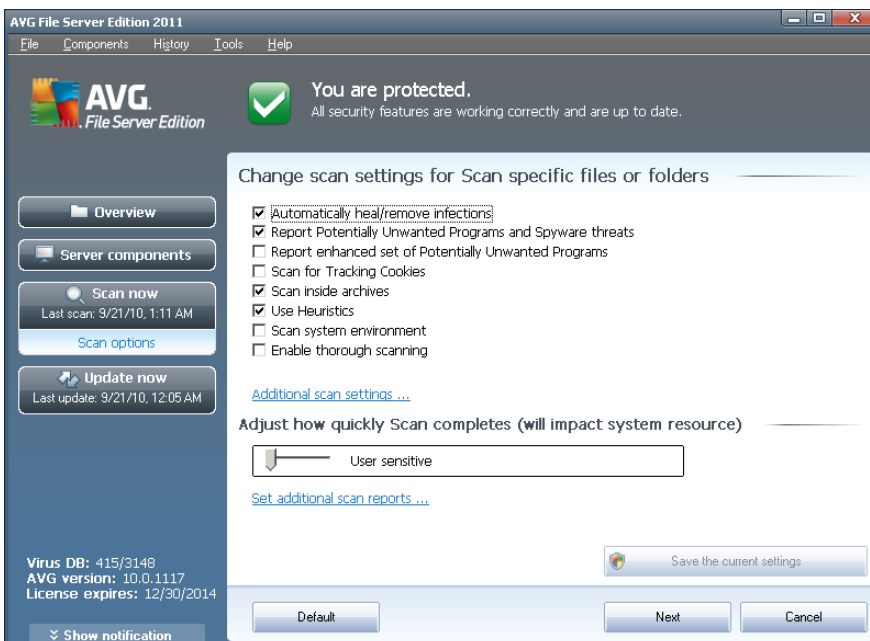 AVG File Server Edition 2011
File Components History Tools Help
AVG.
File Server Edition
You are protected.
All security features are working correctly and are up to date.
Overview
Server components
Scan now
Last scan: 9/21/10, 1:11 AM
Scan options
Update now
Last update: 9/21/10, 12:05 AM
Virus DB: 415/3148
AVG version: 10.0.1117
License expires: 12/30/2014
Show notification
Change scan settings for Scan specific files or folders
Automatically heal/remove infections
Report Potentially Unwanted Programs and Spyware threats
Report enhanced set of Potentially Unwanted Programs
Scan for Tracking Cookies
Scan inside archives
Use Heuristics
Scan system environment
Enable thorough scanning
Additional scan settings ...
Adjust how quickly Scan completes (will impact system resource)
User sensitive
Set additional scan reports ...
Save the current settings
Default
Next
Cancel